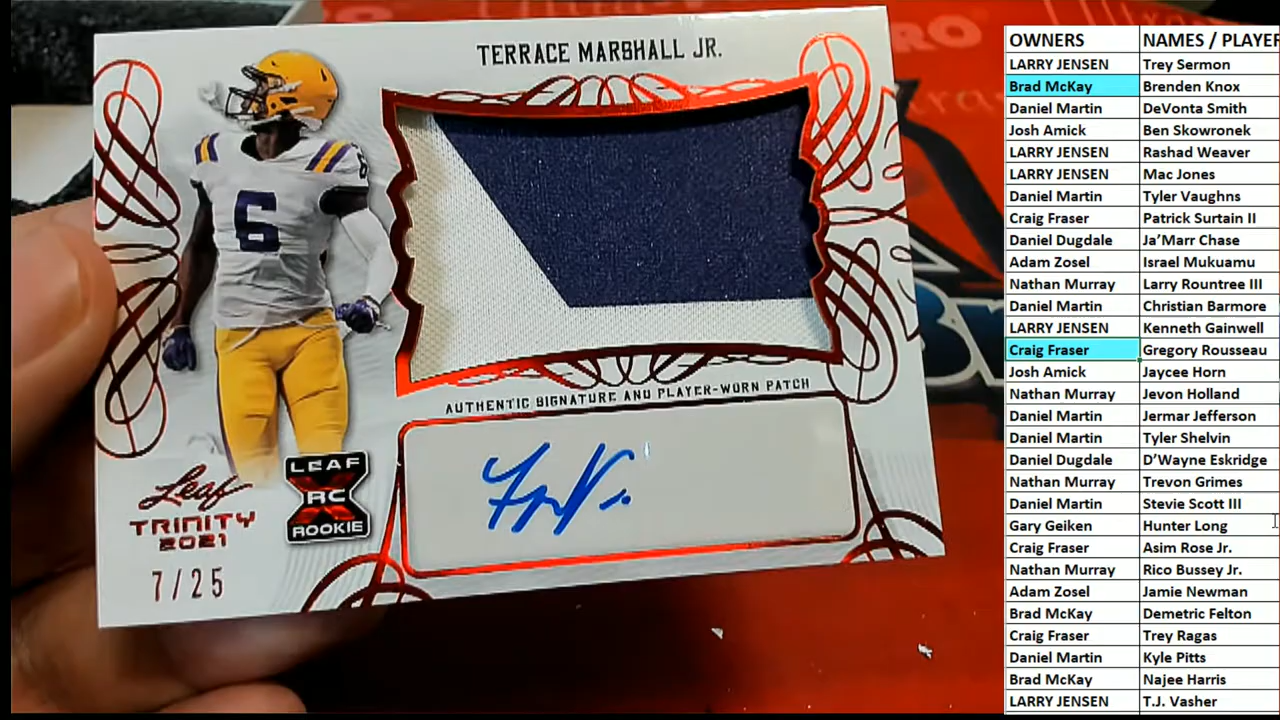 TERRACE MARSHALL JR.
6
AUTHENTIC SIGNATURE AND PLAYER-WORN PATCH
LEAF
RC
ROOKIE
Leaf
TRINITY
2021
7/25
OWNERS NAMES / PLAYER
LARRY JENSEN Trey Sermon
Brad McKay Brenden Knox
Daniel Martin DeVonta Smith
Josh Amick Ben Skowronek
LARRY JENSEN Rashad Weaver
LARRY JENSEN Mac Jones
Daniel Martin Tyler Vaughns
Craig Fraser Patrick Surtain II
Daniel Dugdale Ja’Marr Chase
Adam Zosel Israel Mukuamu
Nathan Murray Larry Rountree III
Daniel Martin Christian Barmore
LARRY JENSEN Kenneth Gainwell
Craig Fraser Gregory Rousseau
Josh Amick Jaycee Horn
Nathan Murray Jevon Holland
Daniel Martin Jermar Jefferson
Daniel Martin Tyler Shelvin
Daniel Dugdale D’Wayne Eskridge
Nathan Murray Trevon Grimes
Daniel Martin Stevie Scott III
Gary Geiken Hunter Long
Craig Fraser Asim Rose Jr.
Nathan Murray Rico Bussey Jr.
Adam Zosel Jamie Newman
Brad McKay Demetric Felton
Craig Fraser Trey Ragas
Daniel Martin Kyle Pitts
Brad McKay Najee Harris
LARRY JENSEN T.J. Vasher